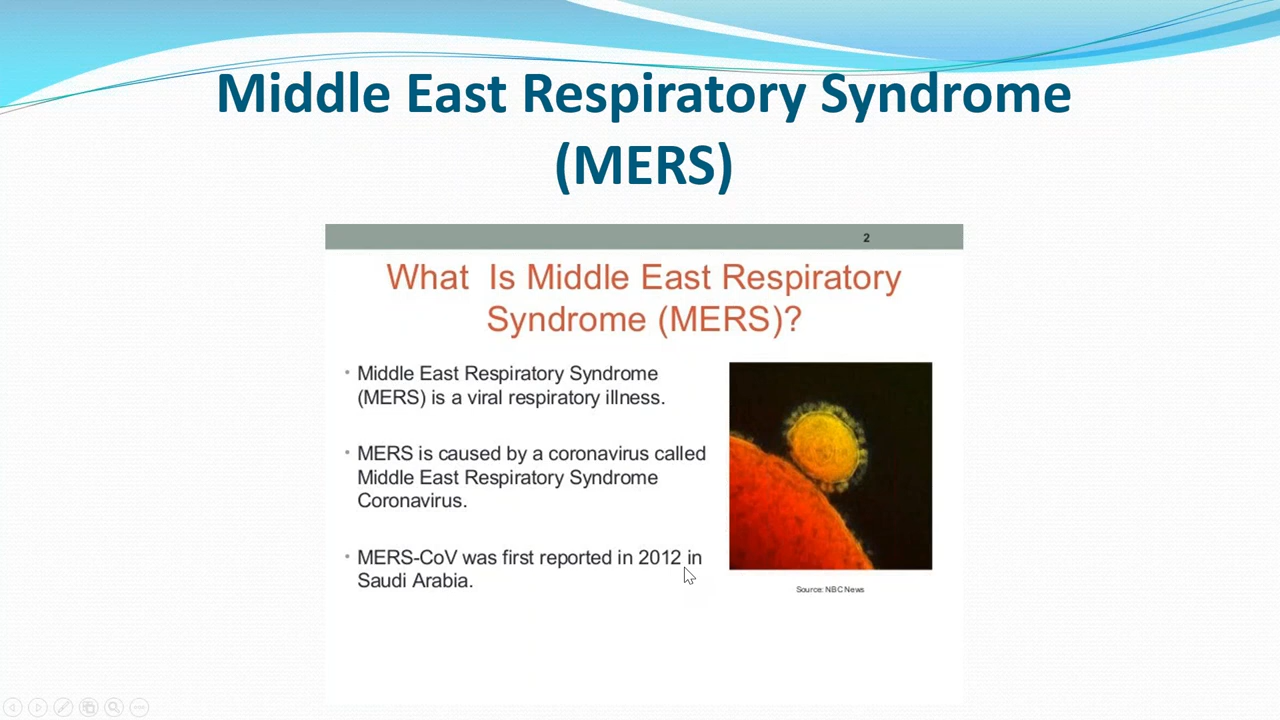 Middle East Respiratory Syndrome
(MERS)
2
What Is Middle East Respiratory
Syndrome (MERS)?
• Middle East Respiratory Syndrome
(MERS) is a viral respiratory illness.
• MERS is caused by a coronavirus called
Middle East Respiratory Syndrome
Coronavirus.
• MERS-CoV was first reported in 2012 in
Saudi Arabia.
Source: NBC News